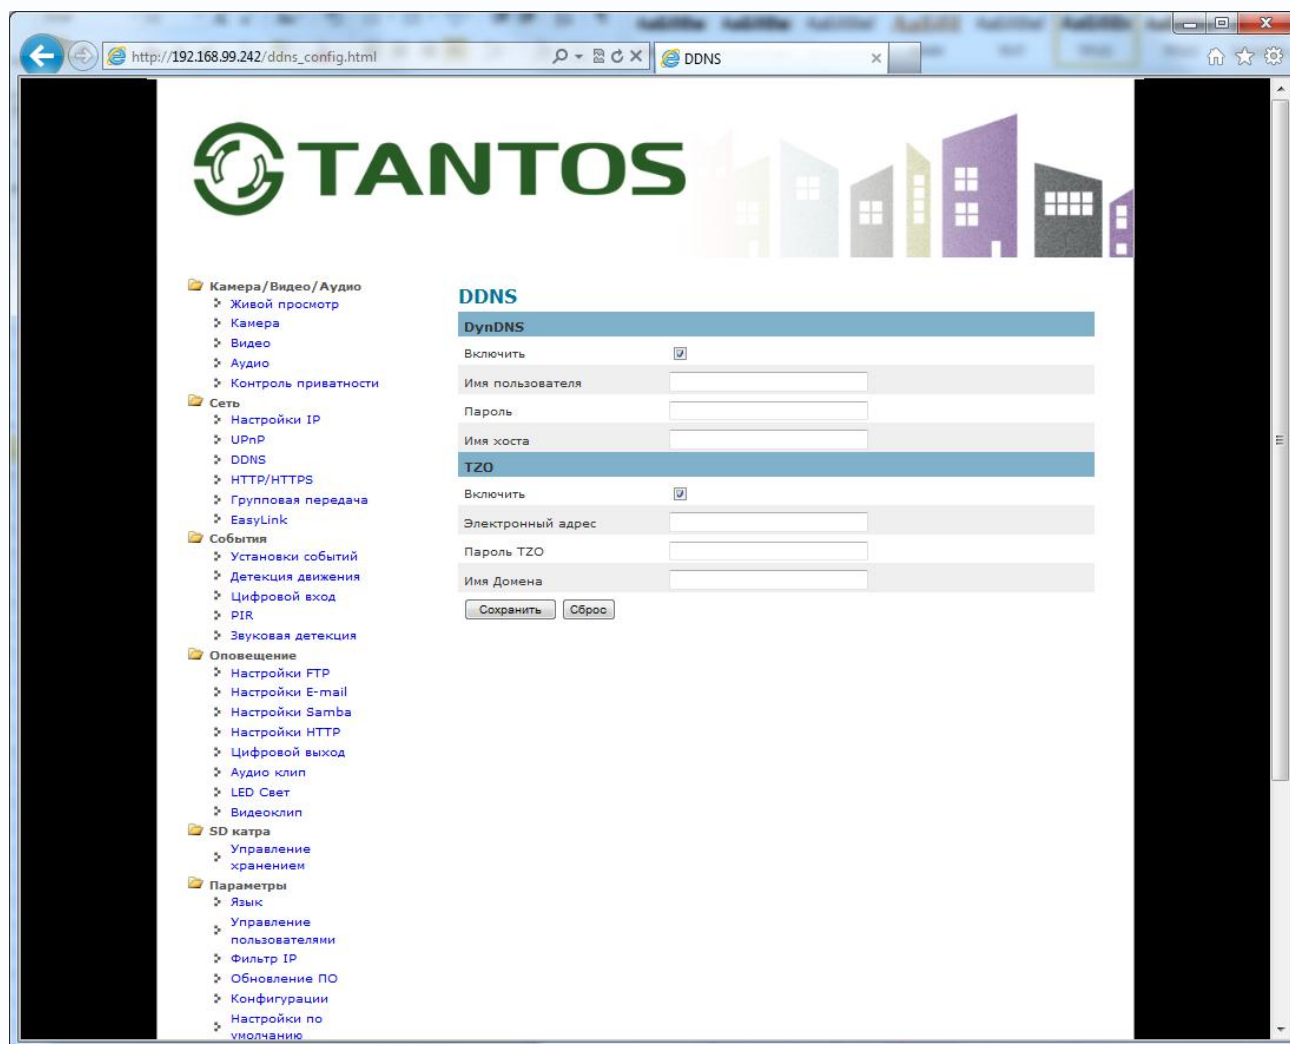 http://192.168.99.242/ddns_config.html
DDNS
TANTOS
Камера/Видео/Аудио
Живой просмотр
Камера
Видео
Аудио
Контроль приватности
Сеть
Настройки IP
UPnP
DDNS
HTTP/HTTPS
Групповая передача
EasyLink
События
Установки событий
Детекция движения
Цифровой вход
PIR
Звуковая детекция
Оповещение
Настройки FTP
Настройки E-mail
Настройки Samba
Настройки HTTP
Цифровой выход
Аудио клип
LED Свет
Видеоклип
SD катра
Управление
хранением
Параметры
Язык
Управление
пользователями
Фильтр IP
Обновление ПО
Конфигурации
Настройки по
умолчанию
DDNS
DynDNS
Включить
Имя пользователя
Пароль
Имя хоста
TZO
Включить
Электронный адрес
Пароль TZO
Имя Домена
Сохранить Сброс